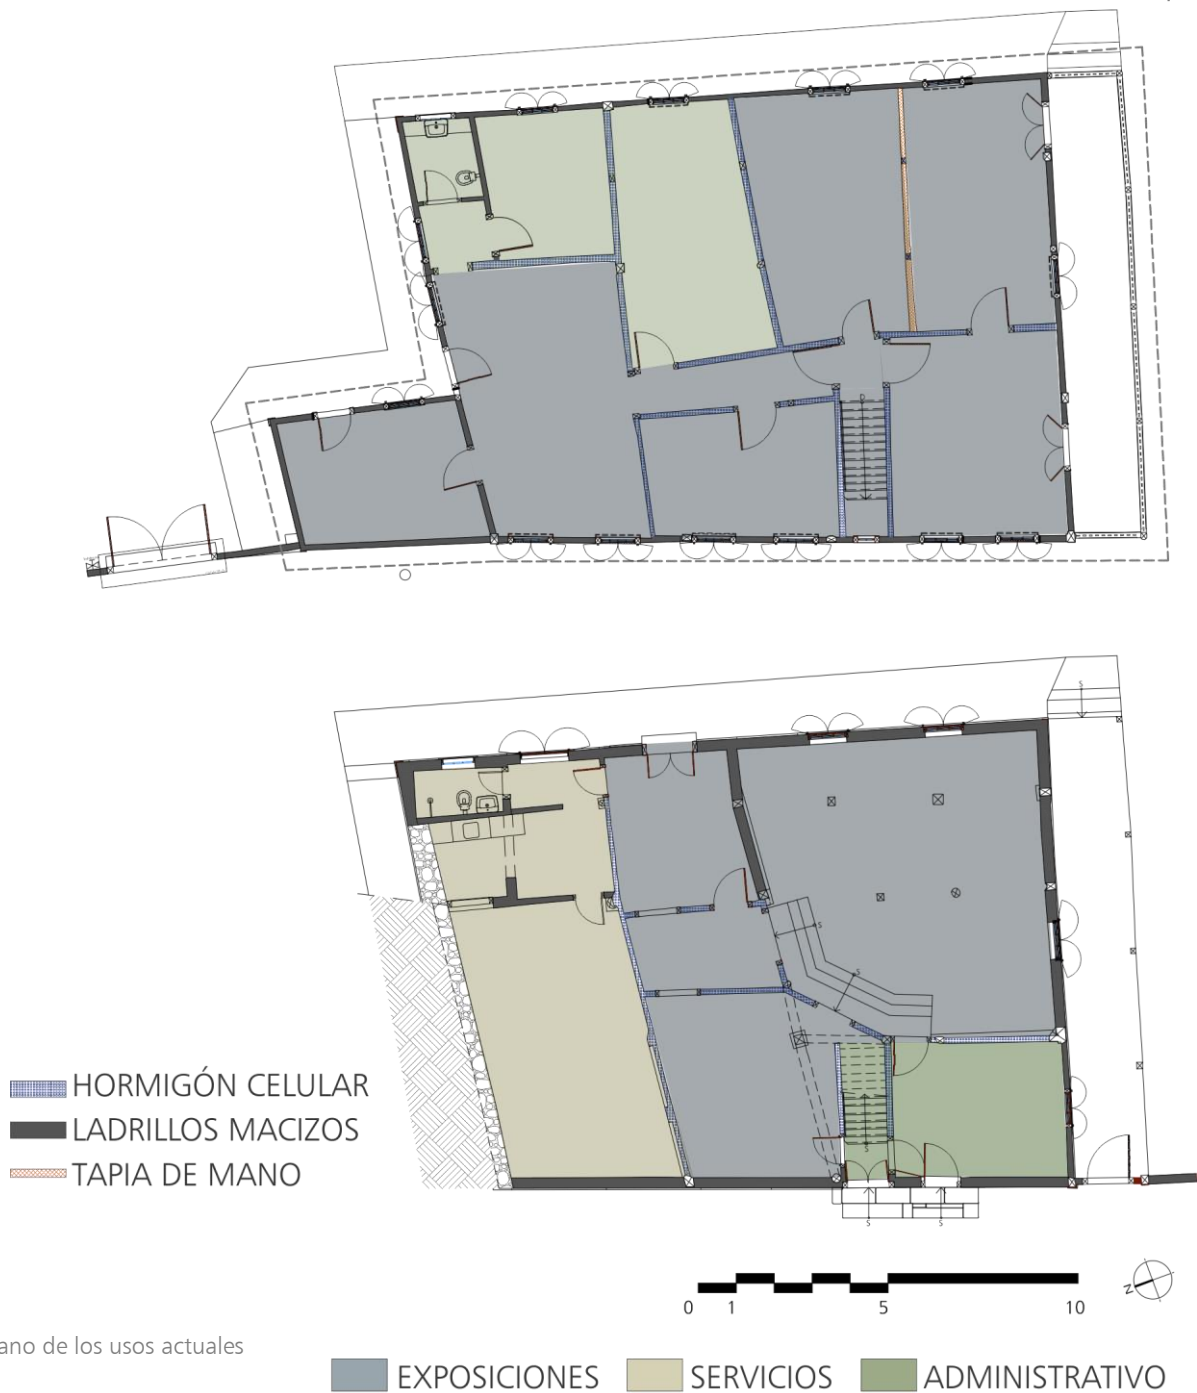 HORMIGÓN CELULAR
LADRILLOS MACIZOS
TAPIA DE MANO
0 1 5 10
N
ano de los usos actuales
EXPOSICIONES SERVICIOS ADMINISTRATIVO